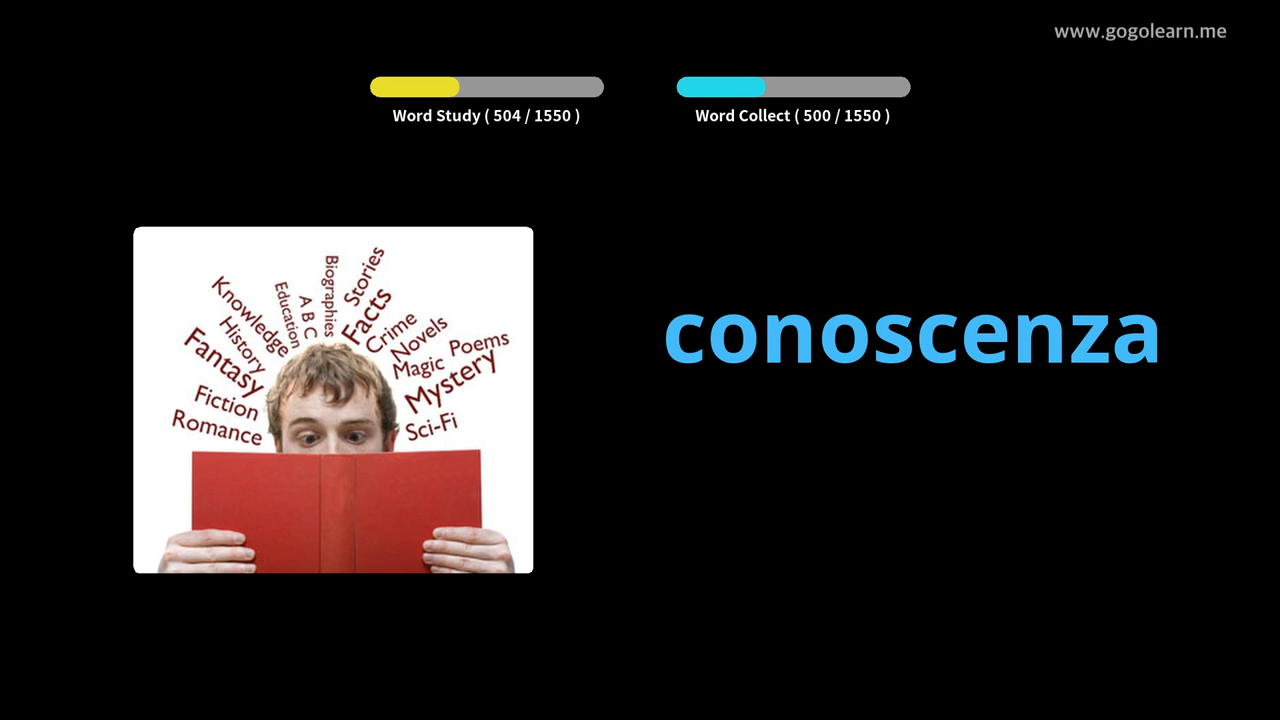 www.gogolearn.me
Word Study ( 504 / 1550 )
Word Collect ( 500 / 1550 )
conoscenza
Romance
Fiction
Fantasy
History
Knowledge
Education
A B C
Biographies
Stories
Facts
Crime
Novels
Magic
Poems
Mystery
Sci-Fi